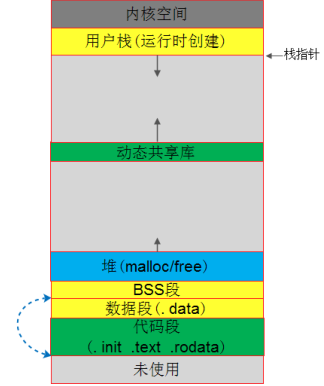 内核空间
用户栈(运行时创建)
栈指针
动态共享库
堆(malloc/free)
BSS段
数据段(. data)
代码段
(. init .text .rodata)
未使用